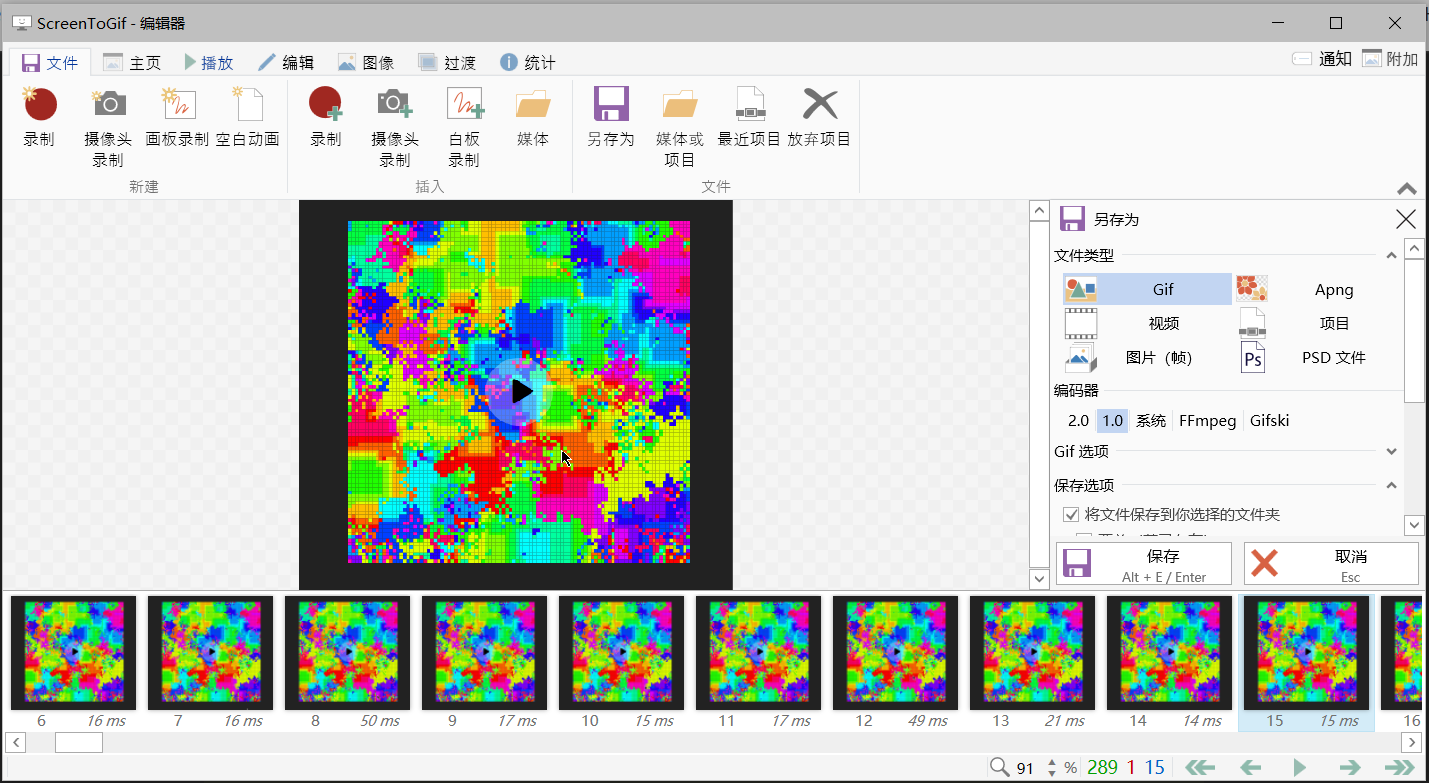 ScreenToGif - 编辑器
文件 主页 播放 编辑 图像 过渡 统计 通知 附加
录制 摄像头录制 画板录制 空白动画 录制 摄像头录制 白板录制 媒体 另存为 媒体或项目 最近项目 放弃项目
新建 插入 文件
另存为
文件类型
Gif Apng
视频 项目
图片（帧） Ps PSD 文件
编码器
2.0 1.0 系统 FFmpeg Gifski
Gif 选项
保存选项
将文件保存到你选择的文件夹
保存 取消
Alt + E / Enter Esc
6 16 ms 7 16 ms 8 50 ms 9 17 ms 10 15 ms 11 17 ms 12 49 ms 13 21 ms 14 14 ms 15 15 ms 16
91 % 289 1 15